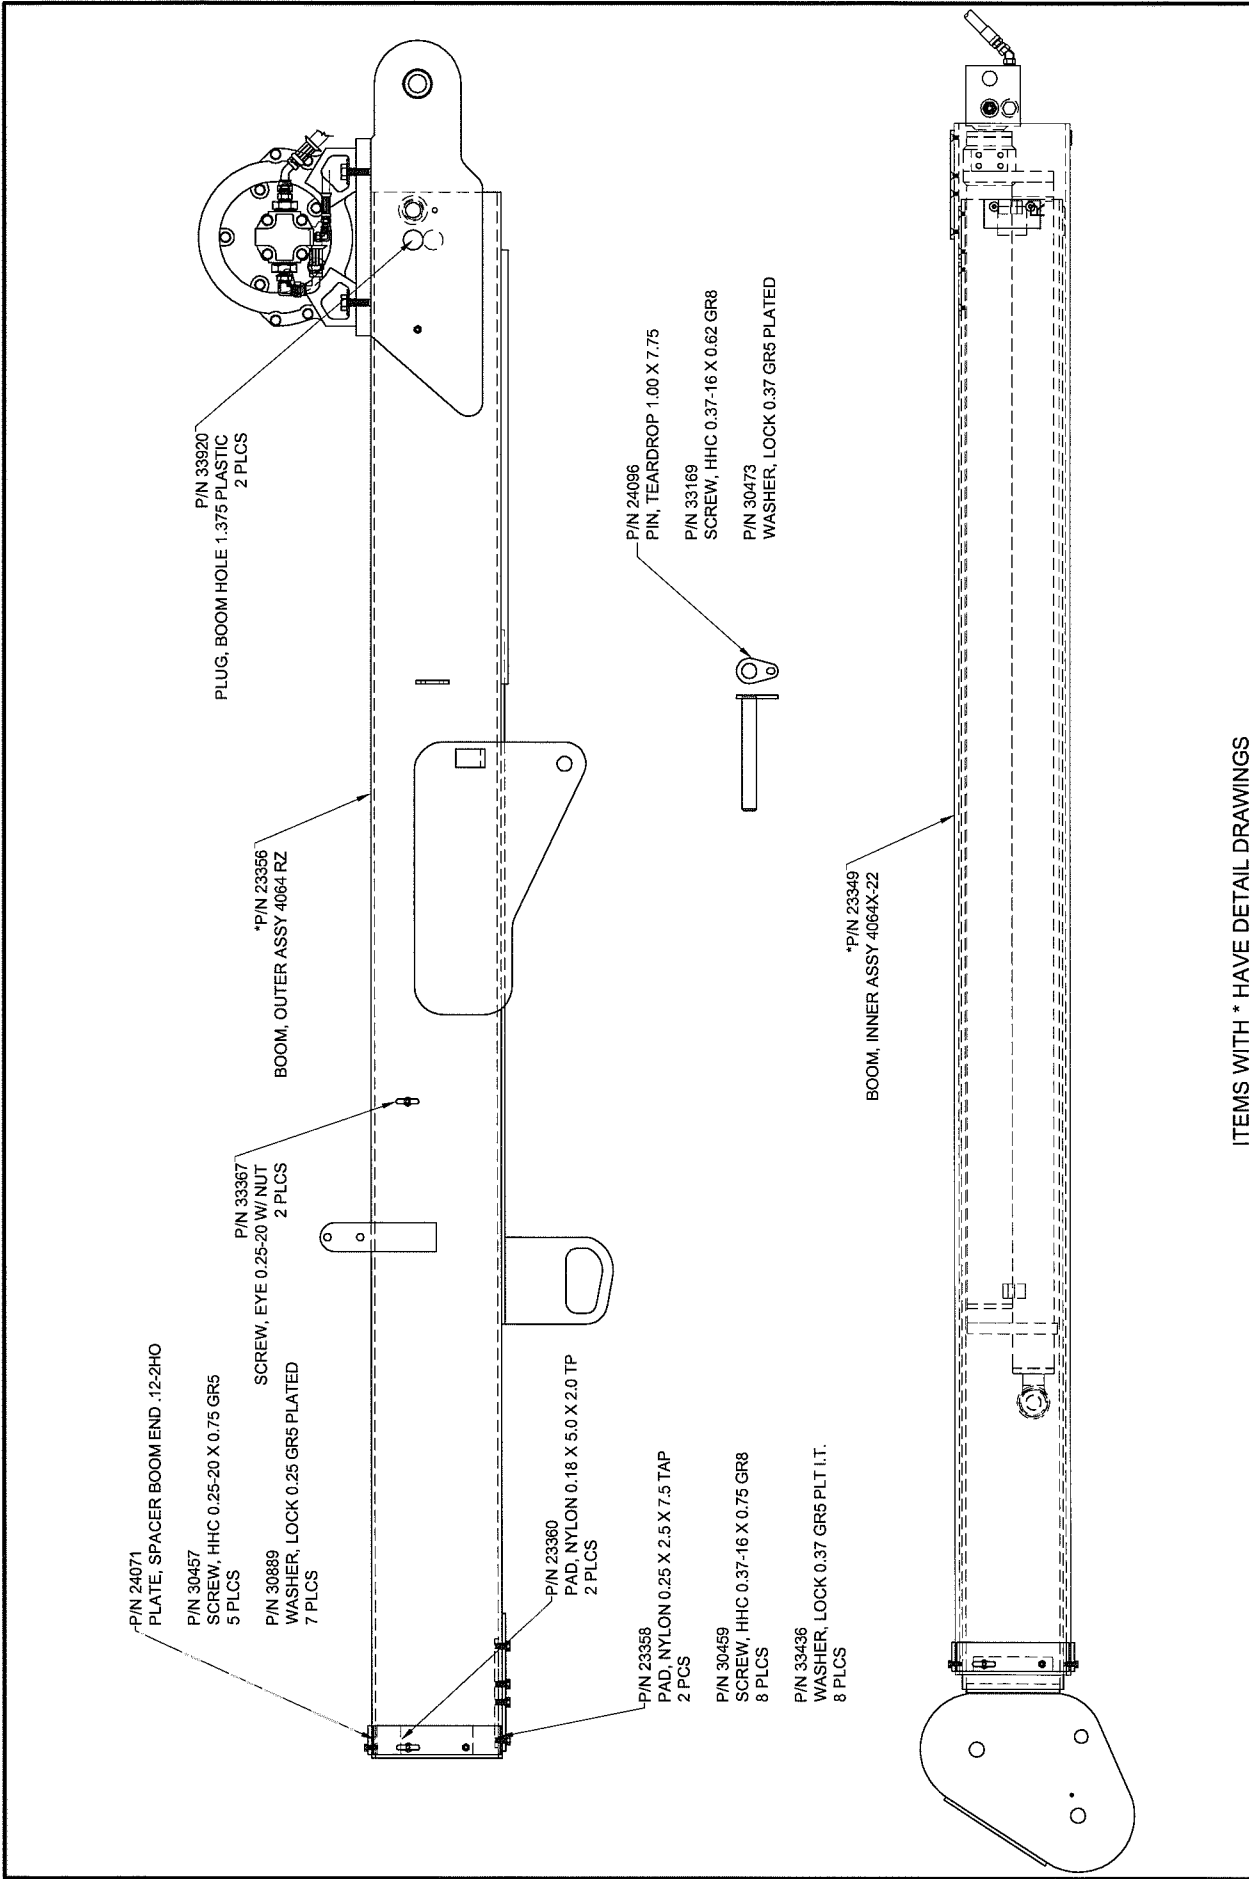 P/N 24071
PLATE, SPACER BOOM END .12-2HO
P/N 30457
SCREW, HHC 0.25-20 X 0.75 GR5
5 PLCS
P/N 30889
WASHER, LOCK 0.25 GR5 PLATED
7 PLCS
P/N 33367
SCREW, EYE 0.25-20 W/ NUT
2 PLCS
*P/N 23356
BOOM, OUTER ASSY 4064 RZ
P/N 33920
PLUG, BOOM HOLE 1.375 PLASTIC
2 PLCS
P/N 23360
PAD, NYLON 0.18 X 5.0 X 2.0 TP
2 PLCS
P/N 23358
PAD, NYLON 0.25 X 2.5 X 7.5 TAP
2 PCS
P/N 30459
SCREW, HHC 0.37-16 X 0.75 GR8
8 PLCS
P/N 33436
WASHER, LOCK 0.37 GR5 PLT I.T.
8 PLCS
P/N 24096
PIN, TEARDROP 1.00 X 7.75
P/N 33169
SCREW, HHC 0.37-16 X 0.62 GR8
P/N 30473
WASHER, LOCK 0.37 GR5 PLATED
*P/N 23349
BOOM, INNER ASSY 4064X-22
ITEMS WITH * HAVE DETAIL DRAWINGS